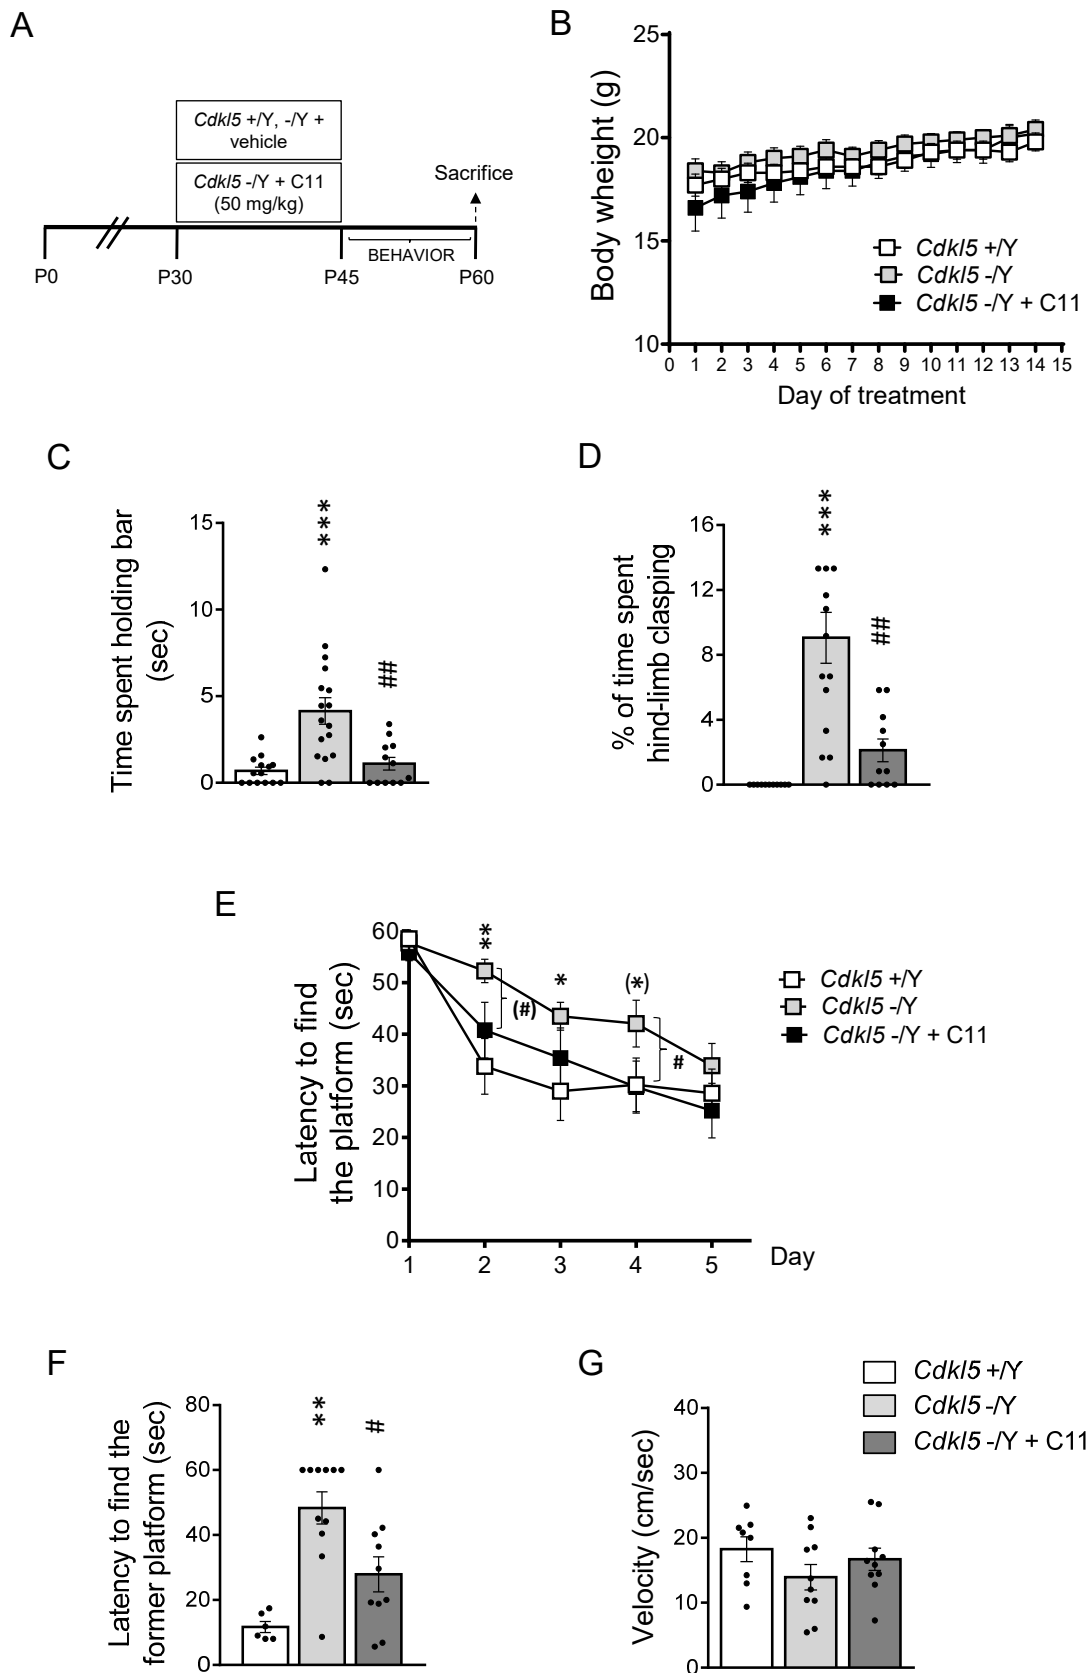 A
Cdkl5 +/Y, -/Y +
vehicle
Cdkl5 -/Y + C11
(50 mg/kg)
Sacrifice
BEHAVIOR
P0
P30
P45
P60
B
Body wheight (g)
25
20
15
10
Cdkl5 +/Y
Cdkl5 -/Y
Cdkl5 -/Y + C11
0 1 2 3 4 5 6 7 8 9 10 11 12 13 14 15
Day of treatment
C
Time spent holding bar
(sec)
15
10
5
0
***
##
D
% of time spent
hind-limb clasping
16
12
8
4
0
***
##
E
Latency to find
the platform (sec)
60
50
40
30
20
10
0
**
(#)
*
(*)
#
1 2 3 4 5
Day
Cdkl5 +/Y
Cdkl5 -/Y
Cdkl5 -/Y + C11
F
Latency to find the
former platform (sec)
80
60
40
20
0
**
#
G
Velocity (cm/sec)
40
30
20
10
0
Cdkl5 +/Y
Cdkl5 -/Y
Cdkl5 -/Y + C11